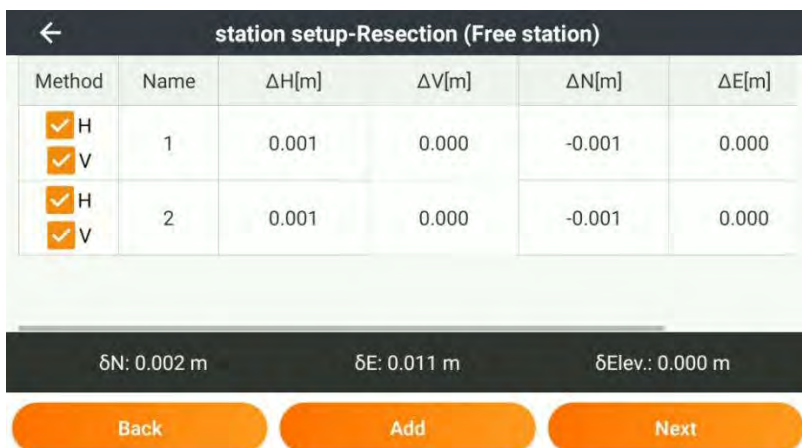 station setup-Resection (Free station)
Method Name ΔH[m] ΔV[m] ΔN[m] ΔE[m]
H
V
1 0.001 0.000 -0.001 0.000
H
V
2 0.001 0.000 -0.001 0.000
δN: 0.002 m δE: 0.011 m δElev.: 0.000 m
Back Add Next